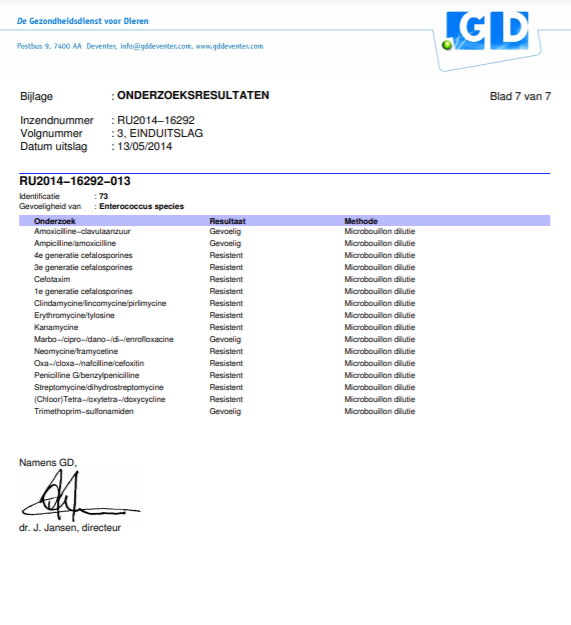 De Gezondheidsdienst voor Dieren
GD
Postbus 9, 7400 AA Deventer, info@gddeventer.com, www.gddeventer.com
Bijlage : ONDERZOEKSRESULTATEN Blad 7 van 7
Inzendnummer : RU2014-16292
Volgnummer : 3, EINDUITSLAG
Datum uitslag : 13/05/2014
RU2014-16292-013
Identificatie : 73
Gevoeligheid van : Enterococcus species
Onderzoek Resultaat Methode
Amoxicilline-clavulaanzuur Gevoelig Microbouillon dilutie
Ampicilline/amoxicilline Gevoelig Microbouillon dilutie
4e generatie cefalosporines Resistent Microbouillon dilutie
3e generatie cefalosporines Resistent Microbouillon dilutie
Cefotaxim Resistent Microbouillon dilutie
1e generatie cefalosporines Resistent Microbouillon dilutie
Clindamycine/lincomycine/pirlimycine Resistent Microbouillon dilutie
Erythromycine/tylosine Resistent Microbouillon dilutie
Kanamycine Resistent Microbouillon dilutie
Marbo-/cipro-/dano-/di-/enrofloxacine Gevoelig Microbouillon dilutie
Neomycine/framycetine Resistent Microbouillon dilutie
Oxa-/cloxa-/nafcilline/cefoxitin Resistent Microbouillon dilutie
Penicilline G/benzylpenicilline Resistent Microbouillon dilutie
Streptomycine/dihydrostreptomycine Resistent Microbouillon dilutie
(Chloor)Tetra-/oxytetra-/doxycycline Resistent Microbouillon dilutie
Trimethoprim-sulfonamiden Gevoelig Microbouillon dilutie
Namens GD,
dr. J. Jansen, directeur